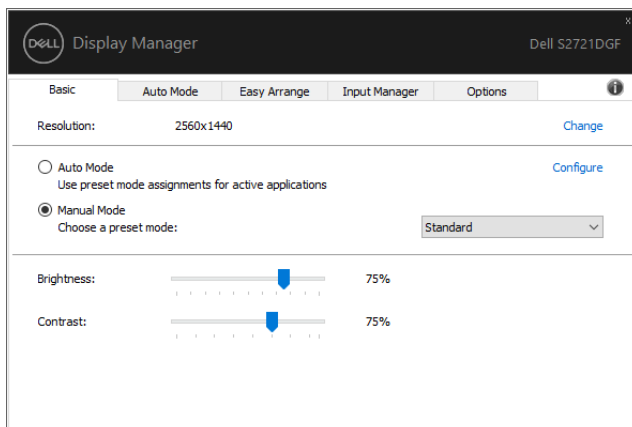 DELL Display Manager
Dell S2721DGF
Basic Auto Mode Easy Arrange Input Manager Options
Resolution: 2560x1440 Change
Auto Mode Configure
Use preset mode assignments for active applications
Manual Mode
Choose a preset mode: Standard
Brightness: 75%
Contrast: 75%